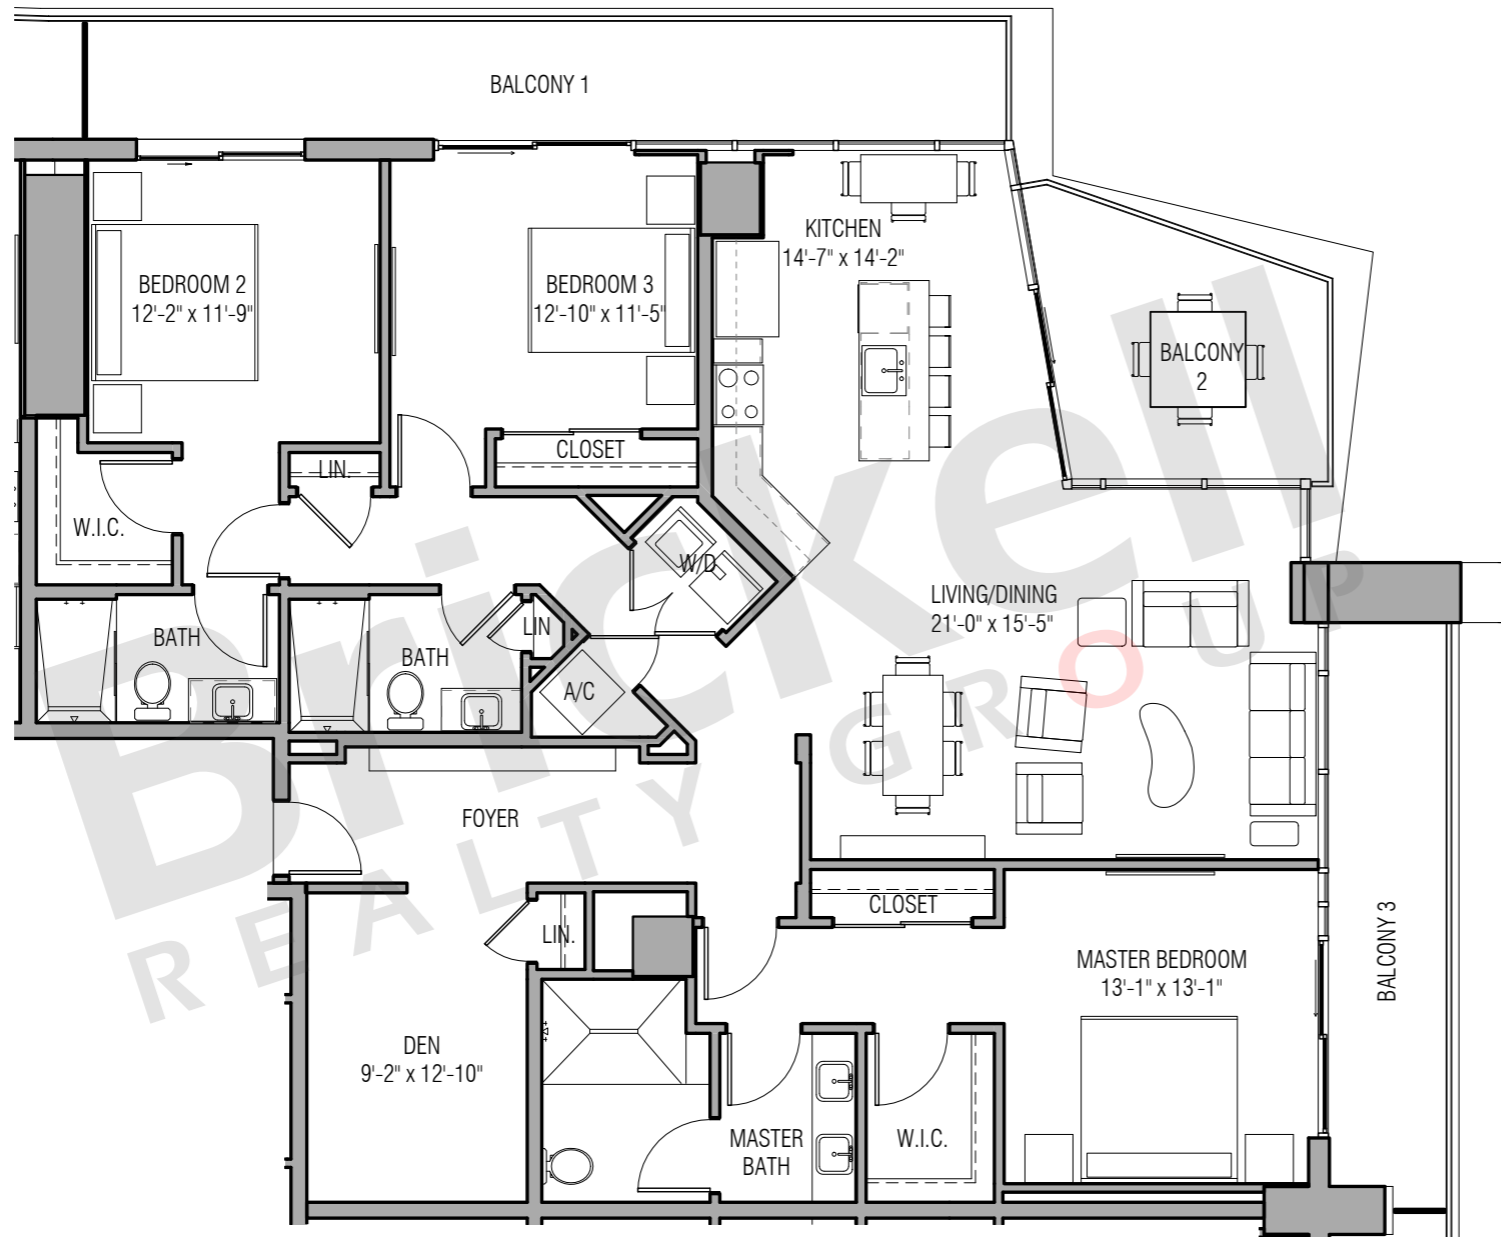 BALCONY 1
BEDROOM 2
12'-2" x 11'-9"
BEDROOM 3
12'-10" x 11'-5"
KITCHEN
14'-7" x 14'-2"
BALCONY
2
CLOSET
LIN.
W.I.C.
W/D
BATH
BATH
LIN
A/C
LIVING/DINING
21'-0" x 15'-5"
FOYER
CLOSET
LIN.
MASTER BEDROOM
13'-1" x 13'-1"
BALCONY 3
DEN
9'-2" x 12'-10"
MASTER
BATH
W.I.C.
Brickell
REALTY GROUP